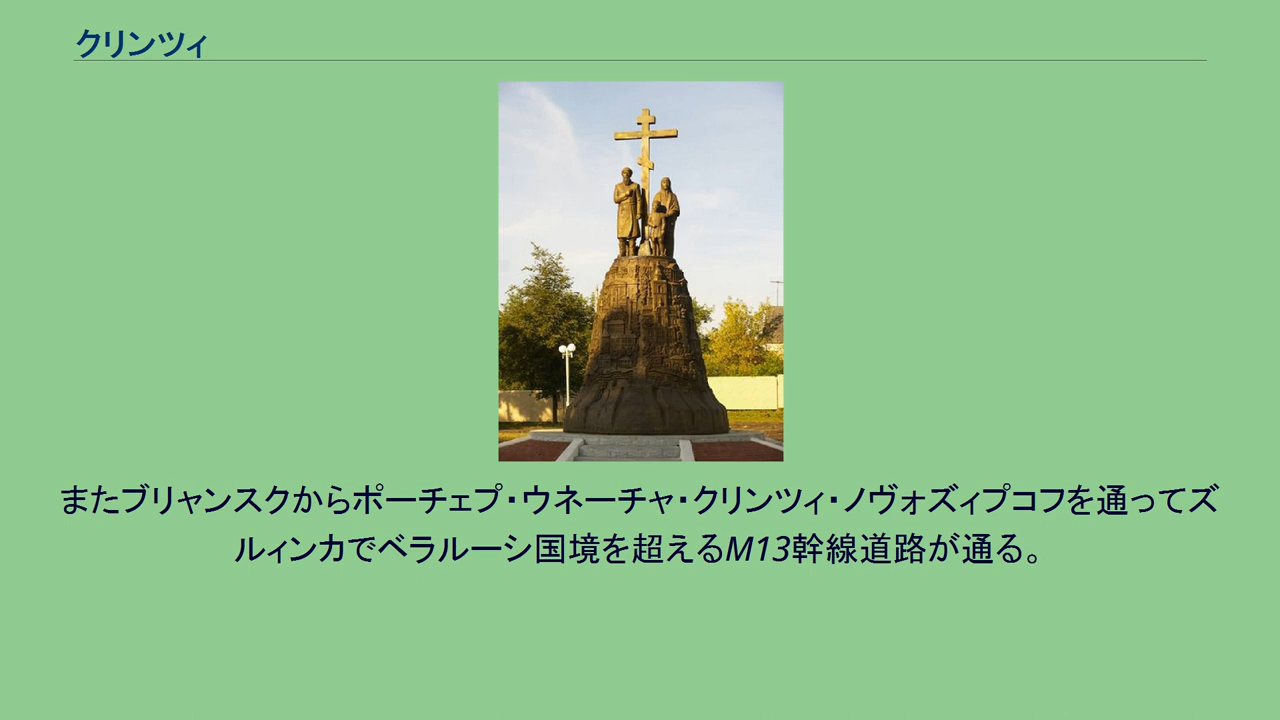 クリンツィ
またブリャンスクからポーチェプ・ウネーチャ・クリンツィ・ノヴォズィプコフを通ってズ
ルィンカでベラルーシ国境を超えるM13幹線道路が通る。